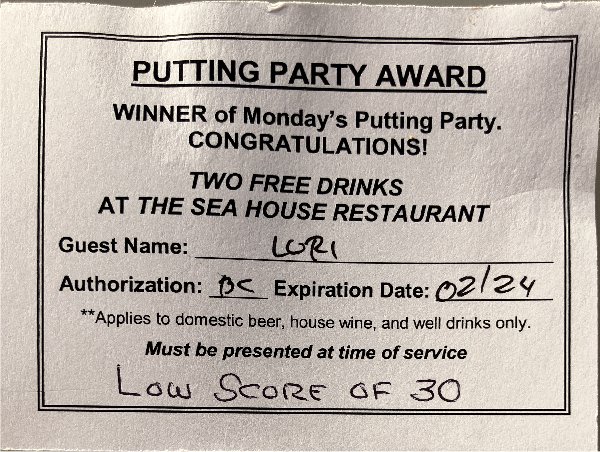 PUTTING PARTY AWARD
WINNER of Monday's Putting Party.
CONGRATULATIONS!
TWO FREE DRINKS
AT THE SEA HOUSE RESTAURANT
Guest Name: LORI
Authorization: DC Expiration Date: 02/24
**Applies to domestic beer, house wine, and well drinks only.
Must be presented at time of service
LOW SCORE OF 30